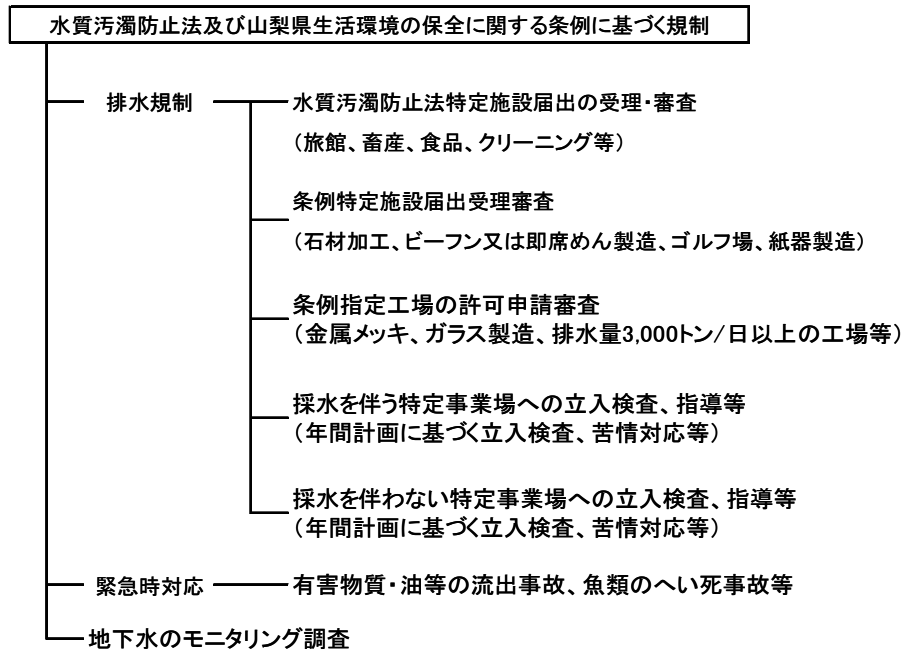 水質汚濁防止法及び山梨県生活環境の保全に関する条例に基づく規制
排水規制
水質汚濁防止法特定施設届出の受理・審査
（旅館、畜産、食品、クリーニング等）
条例特定施設届出受理審査
（石材加工、ビーフン又は即席めん製造、ゴルフ場、紙器製造）
条例指定工場の許可申請審査
（金属メッキ、ガラス製造、排水量3,000トン/日以上の工場等）
採水を伴う特定事業場への立入検査、指導等
（年間計画に基づく立入検査、苦情対応等）
採水を伴わない特定事業場への立入検査、指導等
（年間計画に基づく立入検査、苦情対応等）
緊急時対応
有害物質・油等の流出事故、魚類のへい死事故等
地下水のモニタリング調査